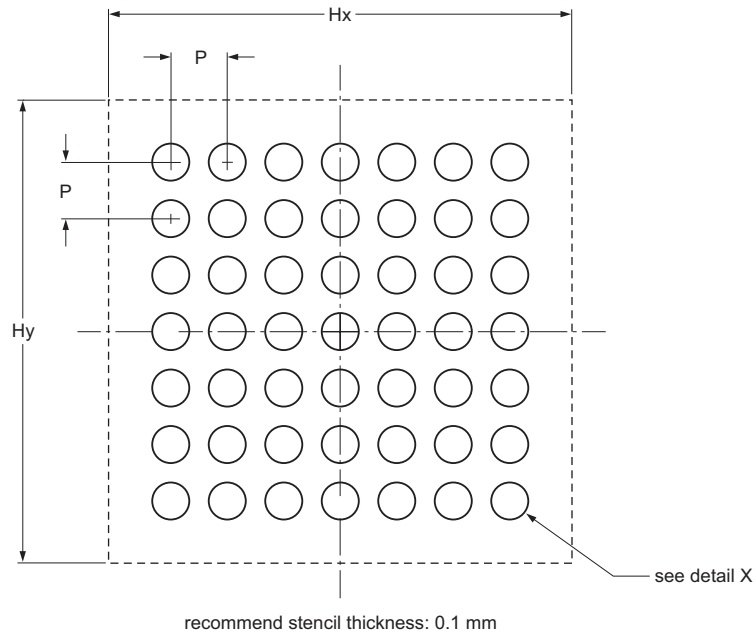 Hx
P
P
Hy
see detail X
recommend stencil thickness: 0.1 mm